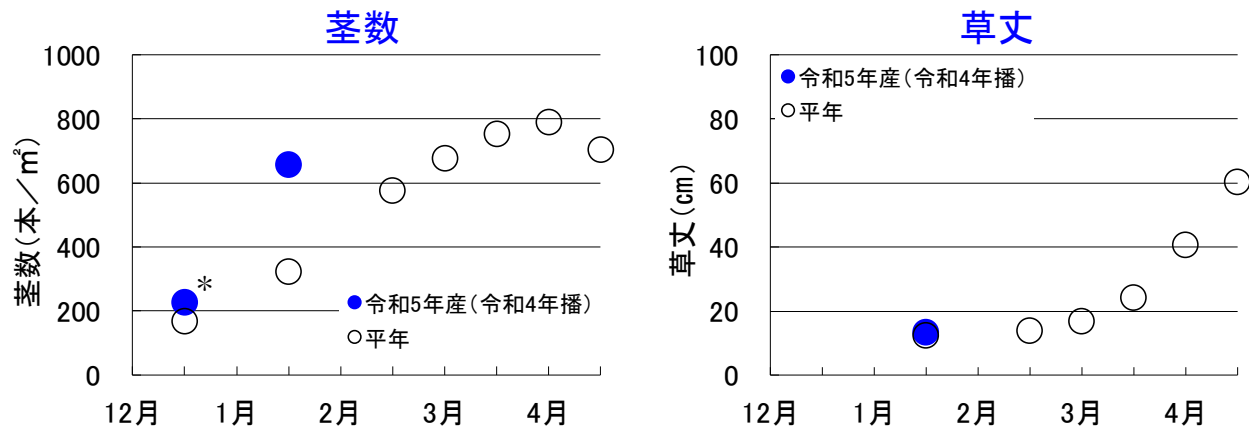 茎数
1000
800
600
400
200
0
茎数(本/㎡)
*
●令和5年産(令和4年播)
○平年
12月 1月 2月 3月 4月
草丈
100
80
60
40
20
0
草丈(cm)
●令和5年産(令和4年播)
○平年
12月 1月 2月 3月 4月